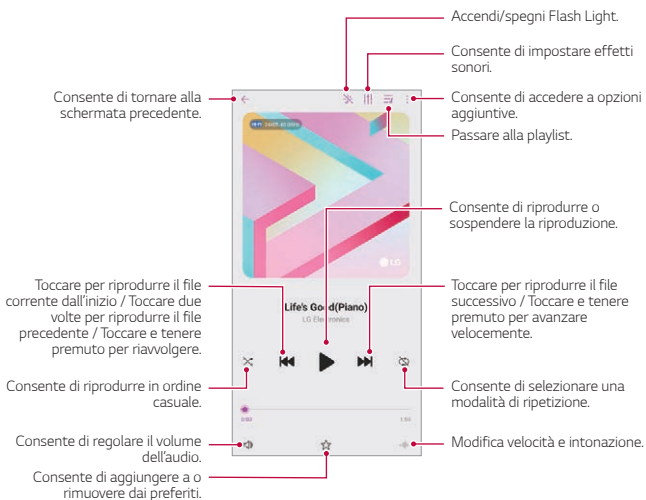 Accendi/spegni Flash Light.
Consente di impostare effetti
sonori.
Consente di tornare alla
schermata precedente.
Consente di accedere a opzioni
aggiuntive.
Passare alla playlist.
LG
Consente di riprodurre o
sospendere la riproduzione.
Toccare per riprodurre il file
corrente dall'inizio / Toccare due
volte per riprodurre il file
precedente / Toccare e tenere
premuto per riavvolgere.
Toccare per riprodurre il file
successivo / Toccare e tenere
premuto per avanzare
velocemente.
Life's Good(Piano)
LG Electronics
Consente di riprodurre in ordine
casuale.
Consente di selezionare una
modalità di ripetizione.
0:00
Consente di regolare il volume
dell'audio.
Modifica velocità e intonazione.
Consente di aggiungere a o
rimuovere dai preferiti.